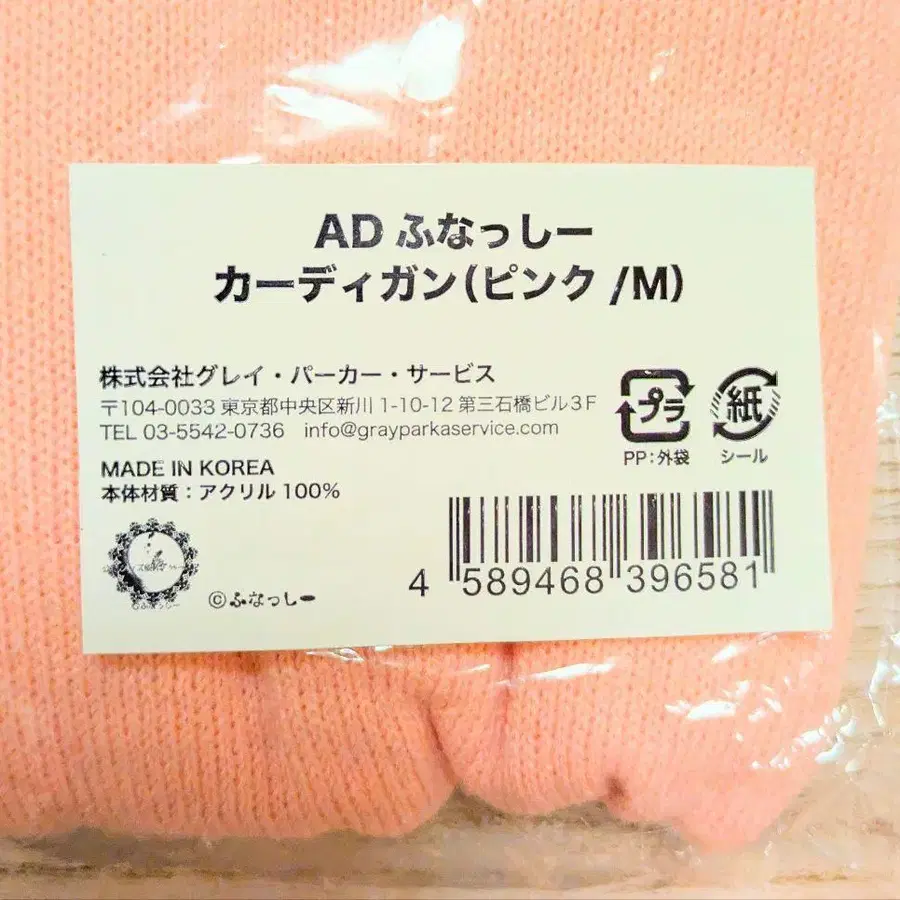 AD ふなっしー
カーディガン(ピンク /M)
株式会社グレイ・パーカー・サービス
〒104-0033 東京都中央区新川 1-10-12 第三石橋ビル3F
TEL 03-5542-0736 info@grayparkaservice.com
プラ
紙
PP:外袋
シール
MADE IN KOREA
本体材質:アクリル 100%
4 589468 396581
©ふなっしー